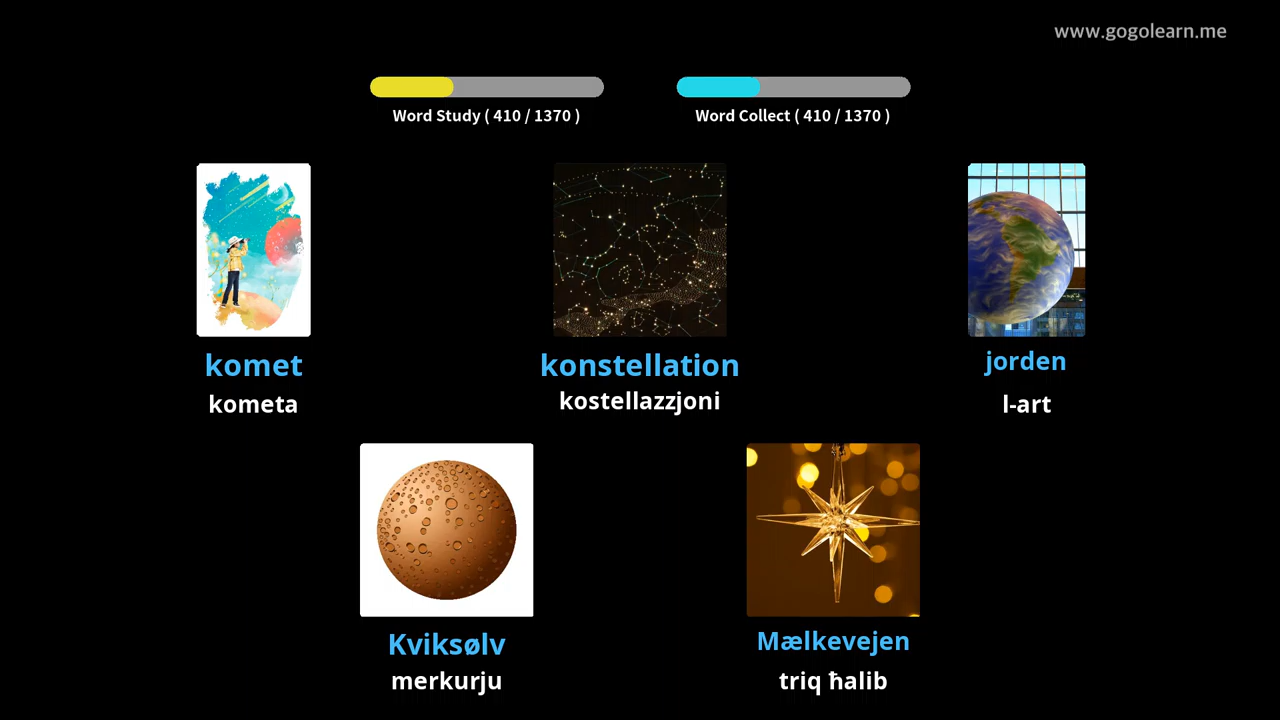 www.gogolearn.me
Word Study ( 410 / 1370 )
Word Collect ( 410 / 1370 )
komet
kometa
konstellation
kostellazzjoni
jorden
l-art
Kviksølv
merkurju
Mælkevejen
triq ħalib